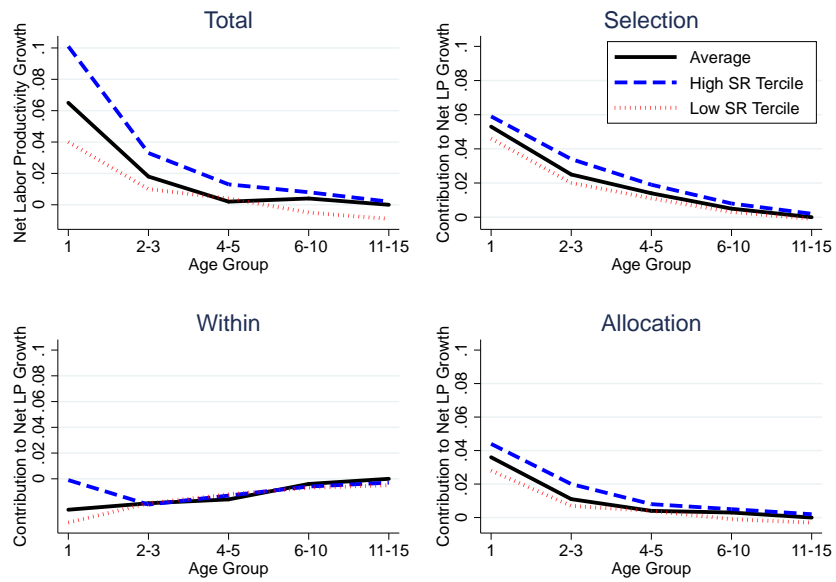 Total
Net Labor Productivity Growth
0 .02 .04 .06 .08 .1
1 2-3 4-5 6-10 11-15
Age Group
Selection
Contribution to Net LP Growth
0 .02 .04 .06 .08 .1
Average
High SR Tercile
Low SR Tercile
1 2-3 4-5 6-10 11-15
Age Group
Within
Contribution to Net LP Growth
0 .02 .04 .06 .08 .1
1 2-3 4-5 6-10 11-15
Age Group
Allocation
Contribution to Net LP Growth
0 .02 .04 .06 .08 .1
1 2-3 4-5 6-10 11-15
Age Group